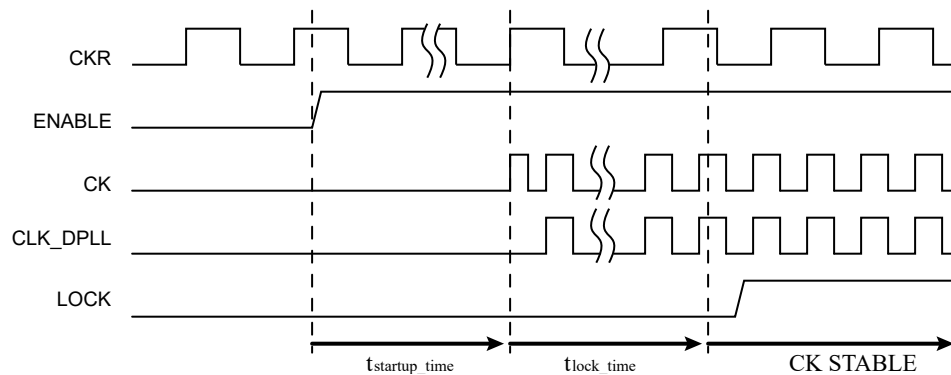 CKR
ENABLE
CK
CLK_DPLL
LOCK
tstartup_time tlock_time CK STABLE